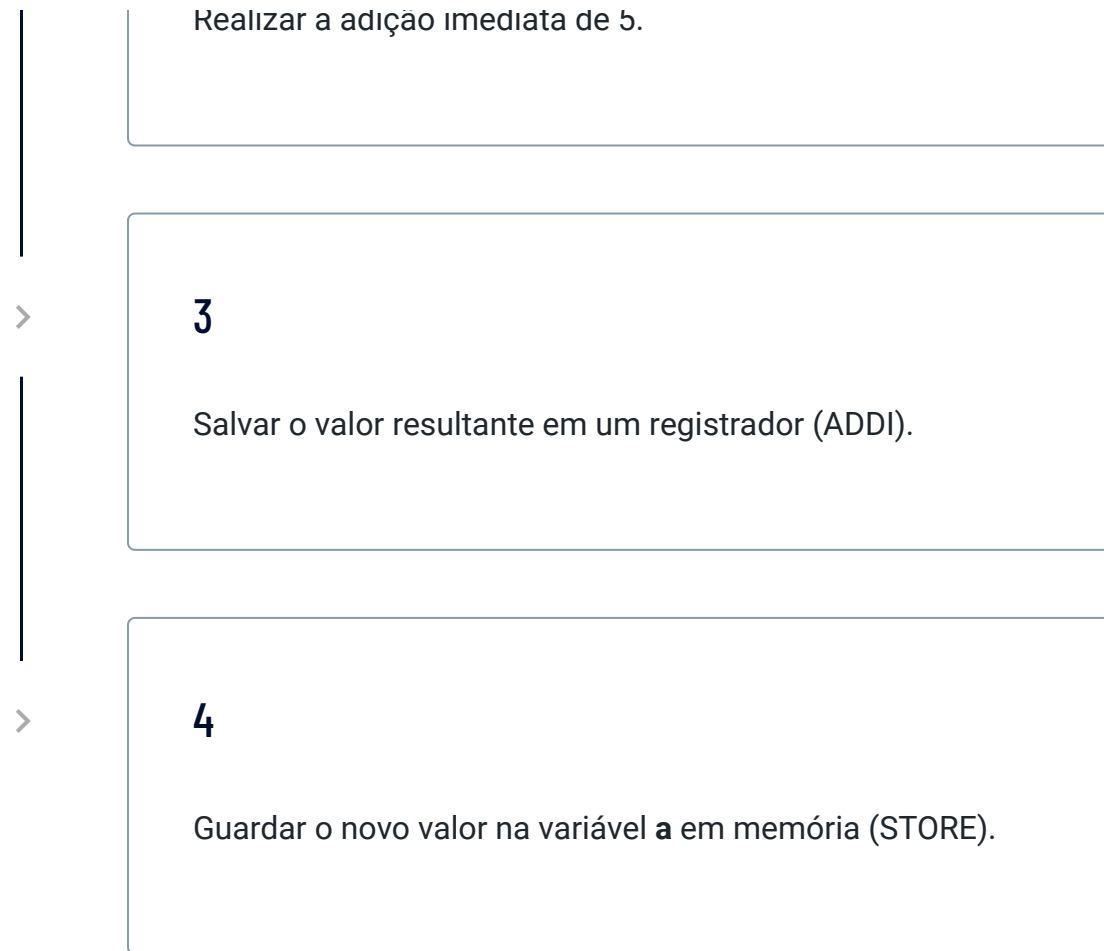 Realizar a adição imediata de 5.
3
Salvar o valor resultante em um registrador (ADDI).
4
Guardar o novo valor na variável a em memória (STORE).